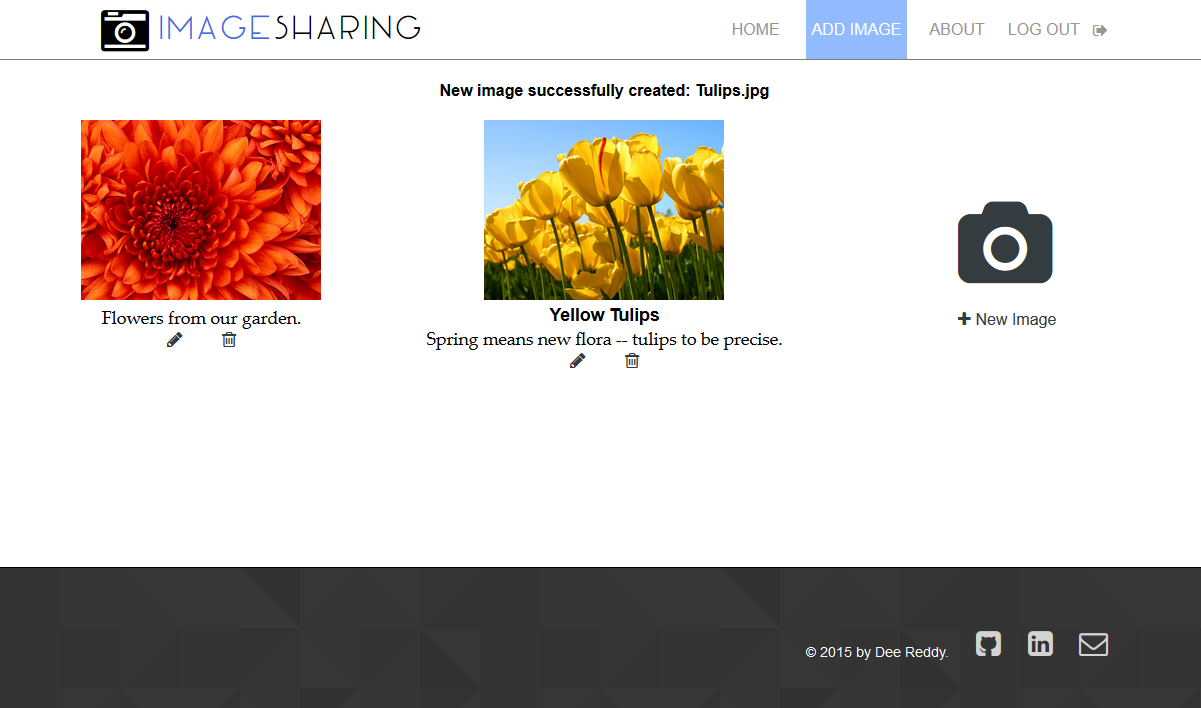 IMAGESHARING
HOME ADD IMAGE ABOUT LOG OUT
New image successfully created: Tulips.jpg
Flowers from our garden.
Yellow Tulips
Spring means new flora -- tulips to be precise.
+ New Image
© 2015 by Dee Reddy.
in